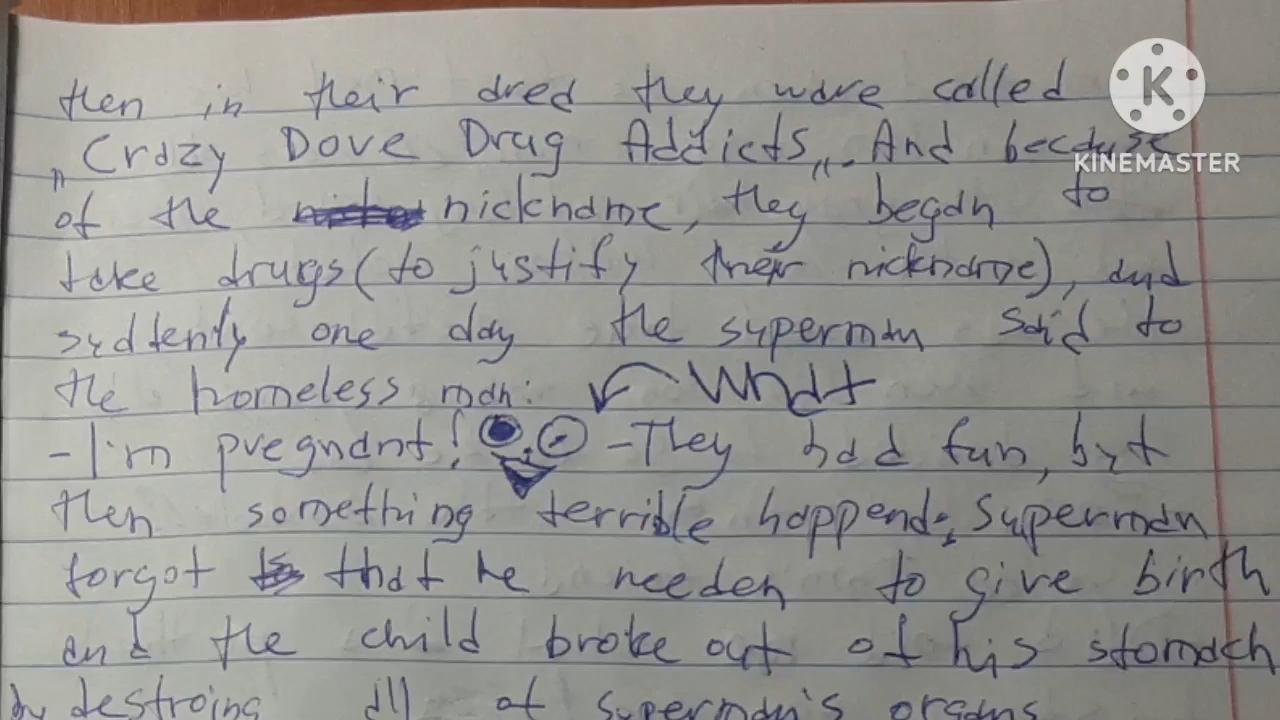 then in their dred they ware called
„Crazy Dove Drug Addicts„. And because
of the nickname, they began to
take drugs (to justify their nickname), and
suddenly one day the superman said to
the homeless man:
What
-I'm pregnant! -They had fun, but
then something terrible happend: Superman
forgot that he needen to give birth
and the child broke out of his stomach
by destroing all of superman's organs
K
KINEMASTER